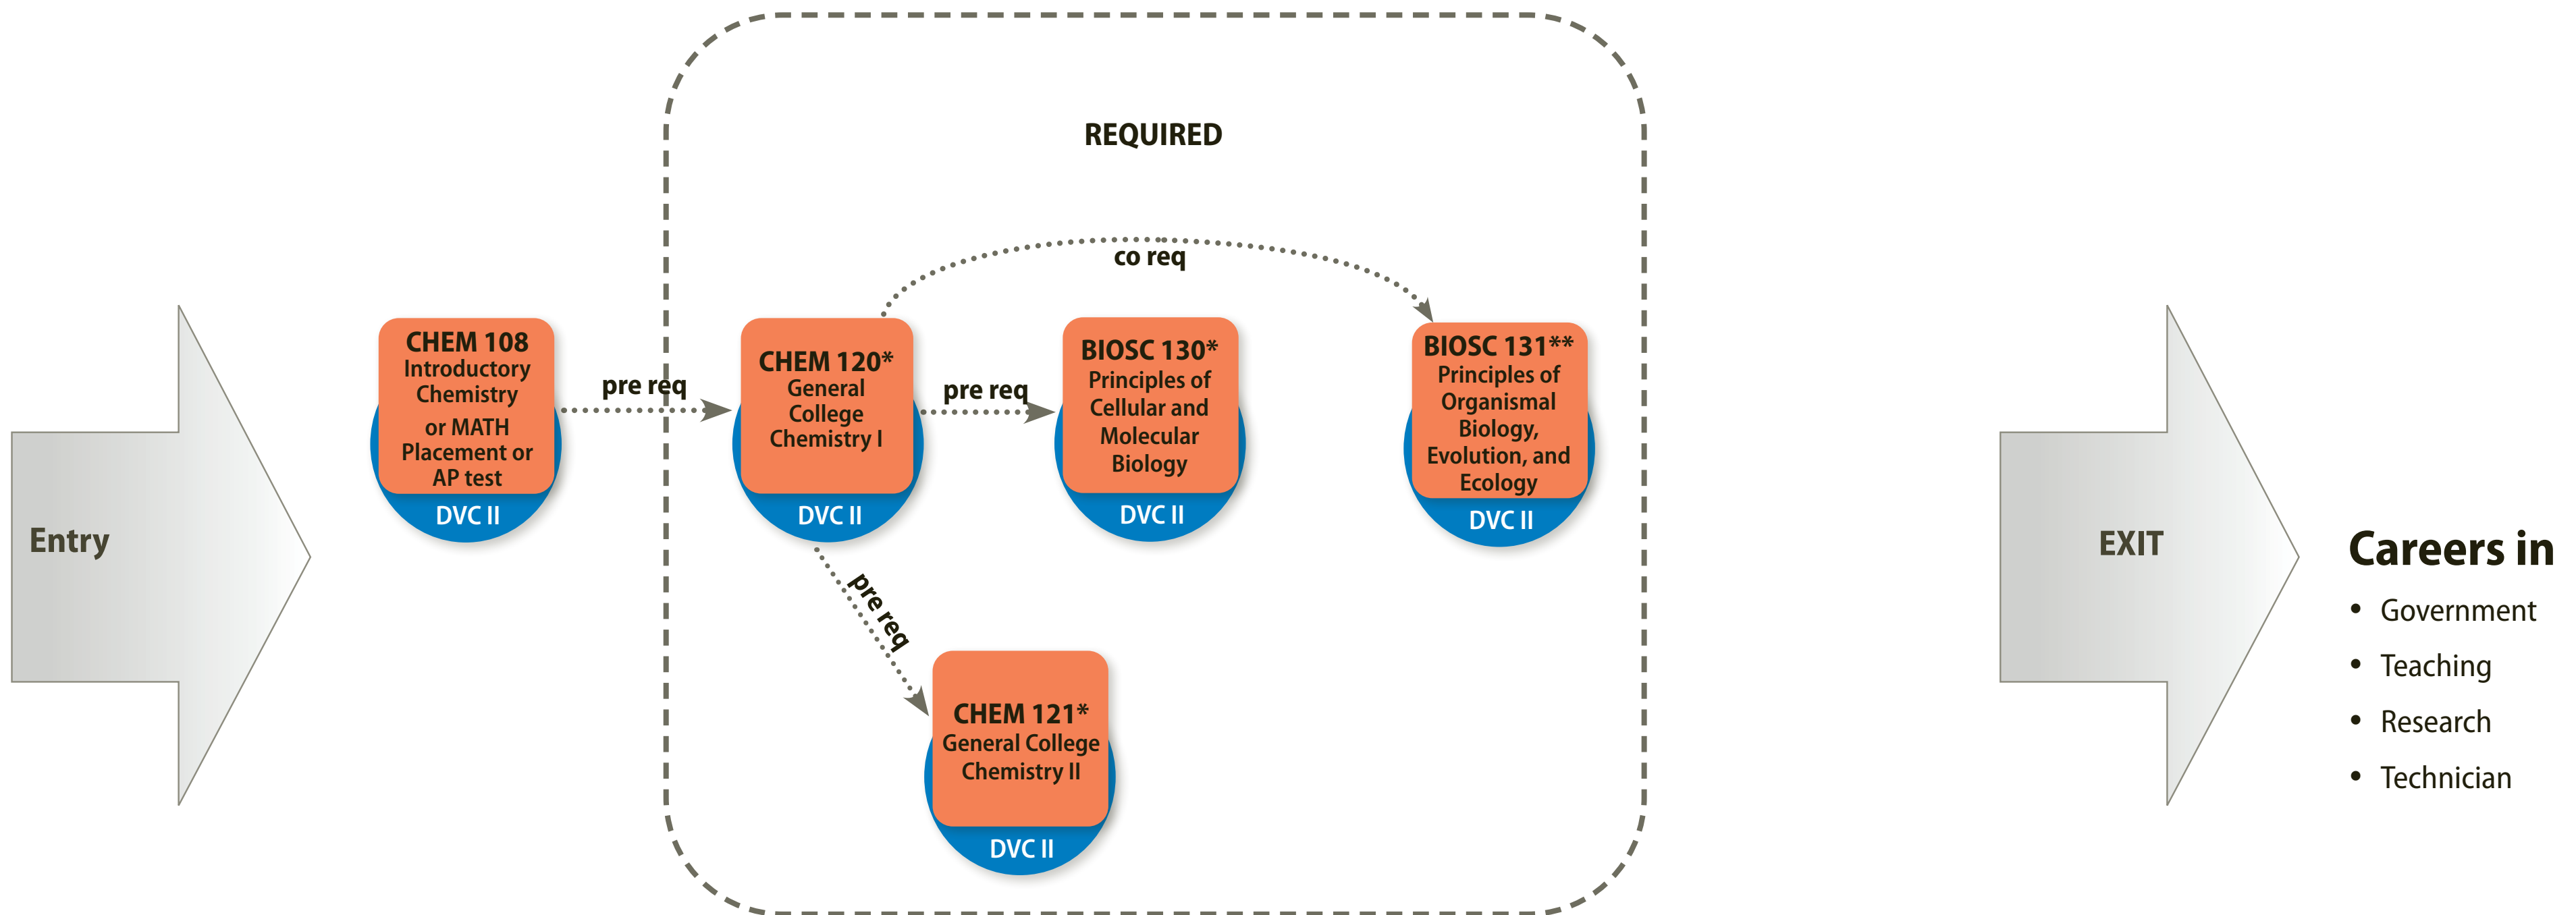 REQUIRED
co req
Entry
CHEM 108
Introductory
Chemistry
or MATH
Placement or
AP test
DVC II
pre req
CHEM 120*
General
College
Chemistry I
DVC II
pre req
BIOSC 130*
Principles of
Cellular and
Molecular
Biology
DVC II
BIOSC 131**
Principles of
Organismal
Biology,
Evolution, and
Ecology
DVC II
pre req
CHEM 121*
General College
Chemistry II
DVC II
EXIT
Careers in
• Government
• Teaching
• Research
• Technician